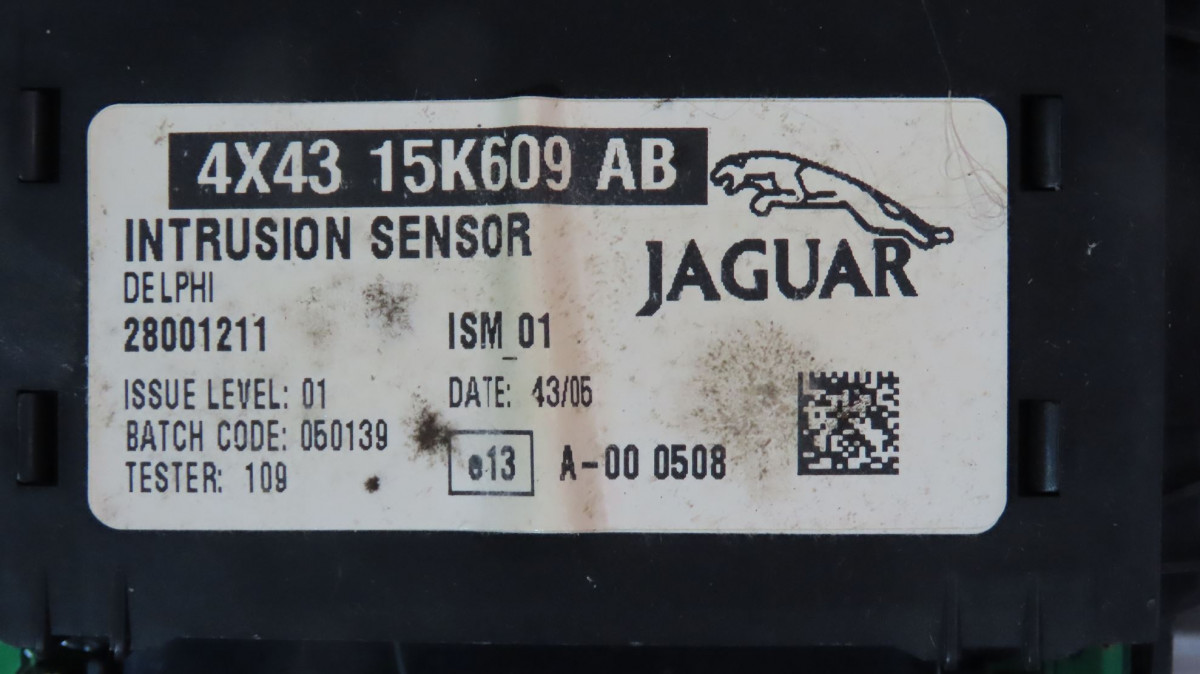 4X43 15K609 AB
INTRUSION SENSOR
JAGUAR
DELPHI
28001211 ISM_01
ISSUE LEVEL: 01 DATE: 43/05
BATCH CODE: 050139
TESTER: 109 e13 A-00 0508